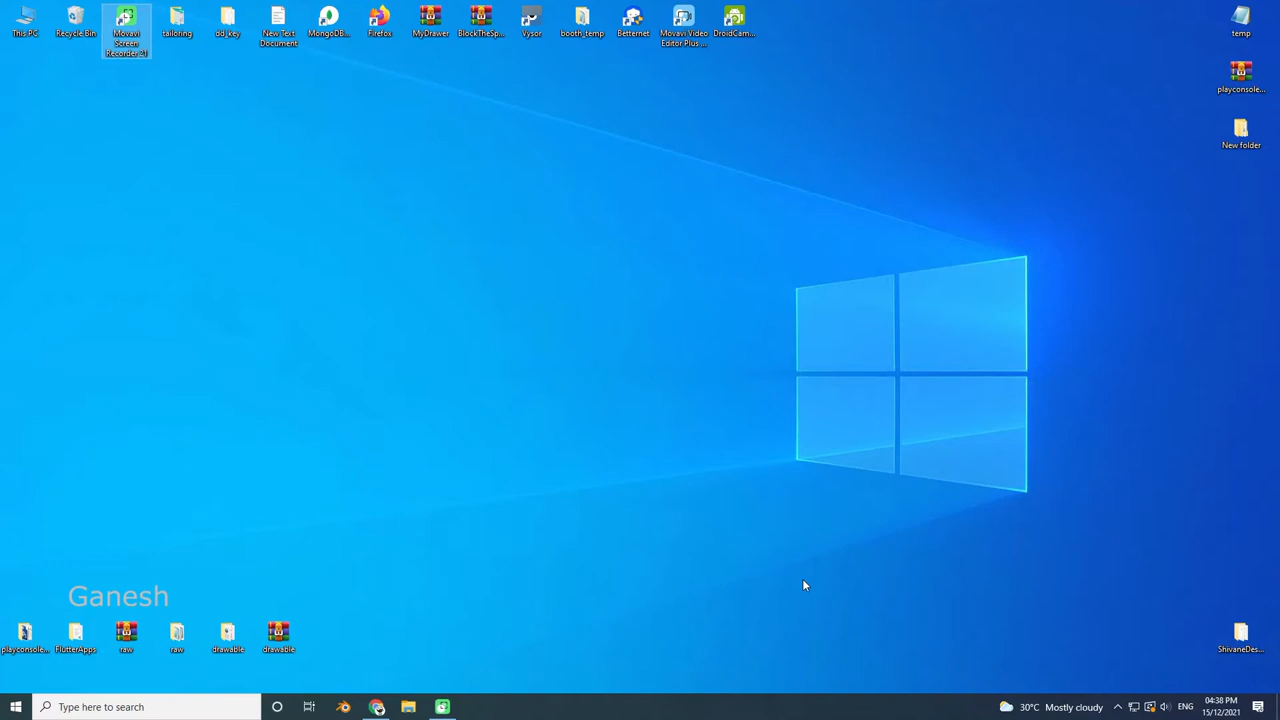 This PC
Recycle Bin
Movavi
Screen
Recorder 21
tailoring
dd_key
New Text
Document
MongoDB...
Firefox
MyDrawer
BlockTheSp...
Vysor
booth_temp
Betternet
Movavi Video
Editor Plus ...
DroidCam...
temp
playconsole...
New folder
Ganesh
playconsole...
FlutterApps
raw
raw
drawable
drawable
ShivaneDes...
Type here to search
30°C Mostly cloudy
ENG
04:38 PM
15/12/2021